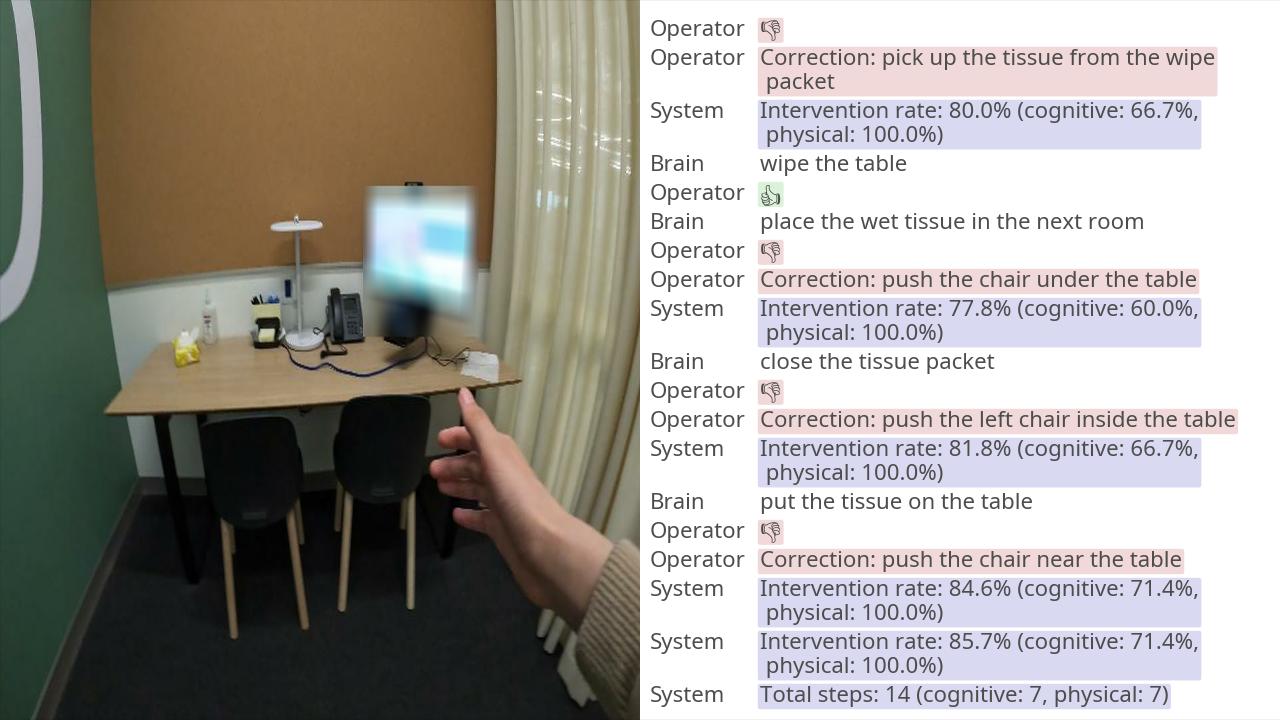 Operator 👎
Operator Correction: pick up the tissue from the wipe
packet
System Intervention rate: 80.0% (cognitive: 66.7%,
physical: 100.0%)
Brain wipe the table
Operator 👍
Brain place the wet tissue in the next room
Operator 👎
Operator Correction: push the chair under the table
System Intervention rate: 77.8% (cognitive: 60.0%,
physical: 100.0%)
Brain close the tissue packet
Operator 👎
Operator Correction: push the left chair inside the table
System Intervention rate: 81.8% (cognitive: 66.7%,
physical: 100.0%)
Brain put the tissue on the table
Operator 👎
Operator Correction: push the chair near the table
System Intervention rate: 84.6% (cognitive: 71.4%,
physical: 100.0%)
System Intervention rate: 85.7% (cognitive: 71.4%,
physical: 100.0%)
System Total steps: 14 (cognitive: 7, physical: 7)